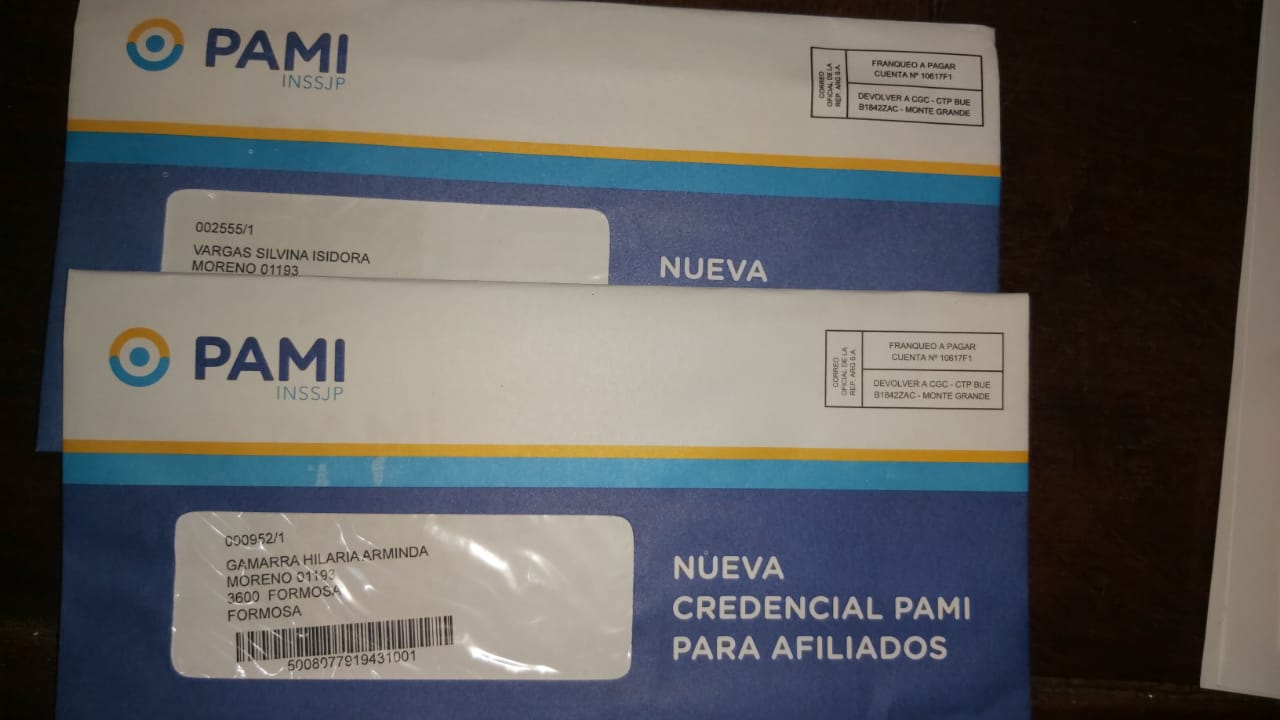 PAMI
INSSJP
CORREO
OFICIAL DE LA
REP. ARG S.A.
FRANQUEO A PAGAR
CUENTA Nº 10617F1
DEVOLVER A CGC - CTP BUE
B1842ZAC - MONTE GRANDE
002555/1
VARGAS SILVINA ISIDORA
MORENO 01193
NUEVA
PAMI
INSSJP
CORREO
OFICIAL DE LA
REP. ARG S.A.
FRANQUEO A PAGAR
CUENTA Nº 10617F1
DEVOLVER A CGC - CTP BUE
B1842ZAC - MONTE GRANDE
000952/1
GAMARRA HILARIA ARMINDA
MORENO 01193
3600 FORMOSA
FORMOSA
5008077919431001
NUEVA
CREDENCIAL PAMI
PARA AFILIADOS